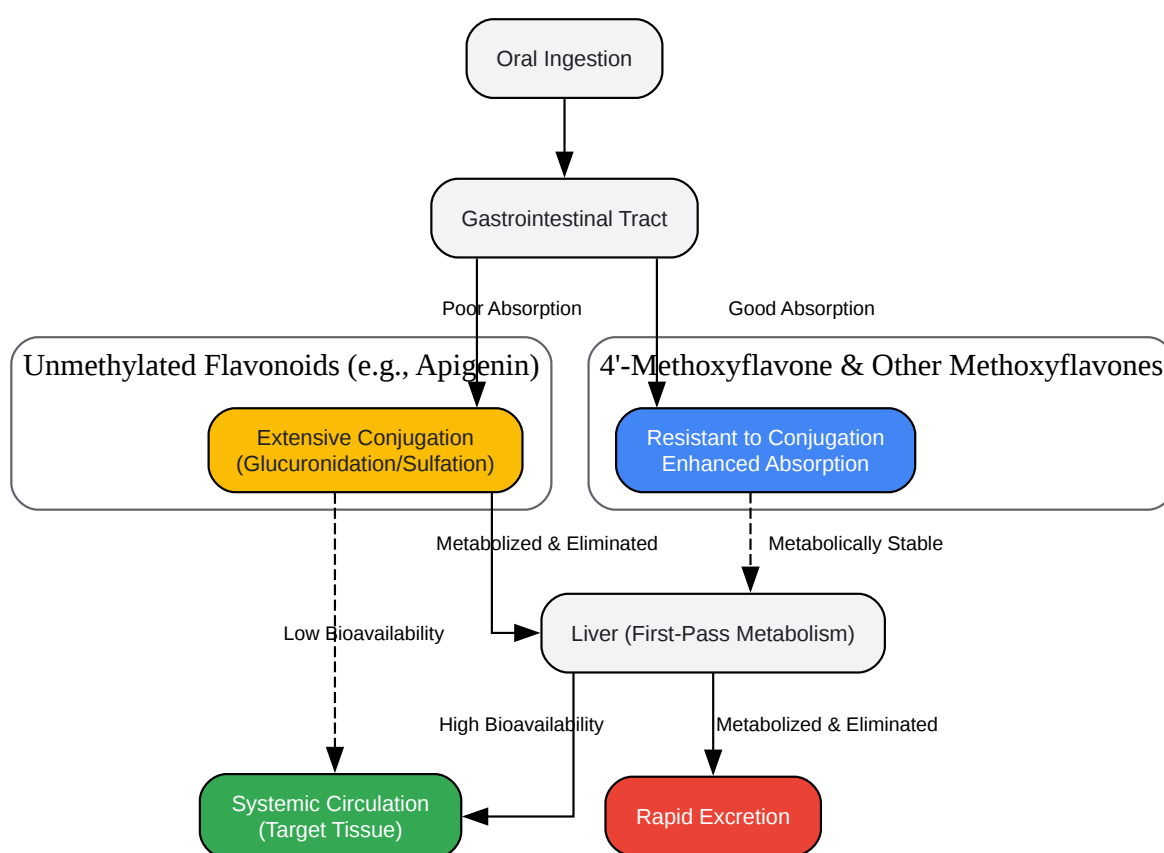 Oral Ingestion
Gastrointestinal Tract
Poor Absorption
Good Absorption
Unmethylated Flavonoids (e.g., Apigenin)
4'-Methoxyflavone & Other Methoxyflavones
Extensive Conjugation
(Glucuronidation/Sulfation)
Resistant to Conjugation
Enhanced Absorption
Metabolized & Eliminated
Metabolically Stable
Low Bioavailability
Liver (First-Pass Metabolism)
High Bioavailability
Metabolized & Eliminated
Systemic Circulation
(Target Tissue)
Rapid Excretion